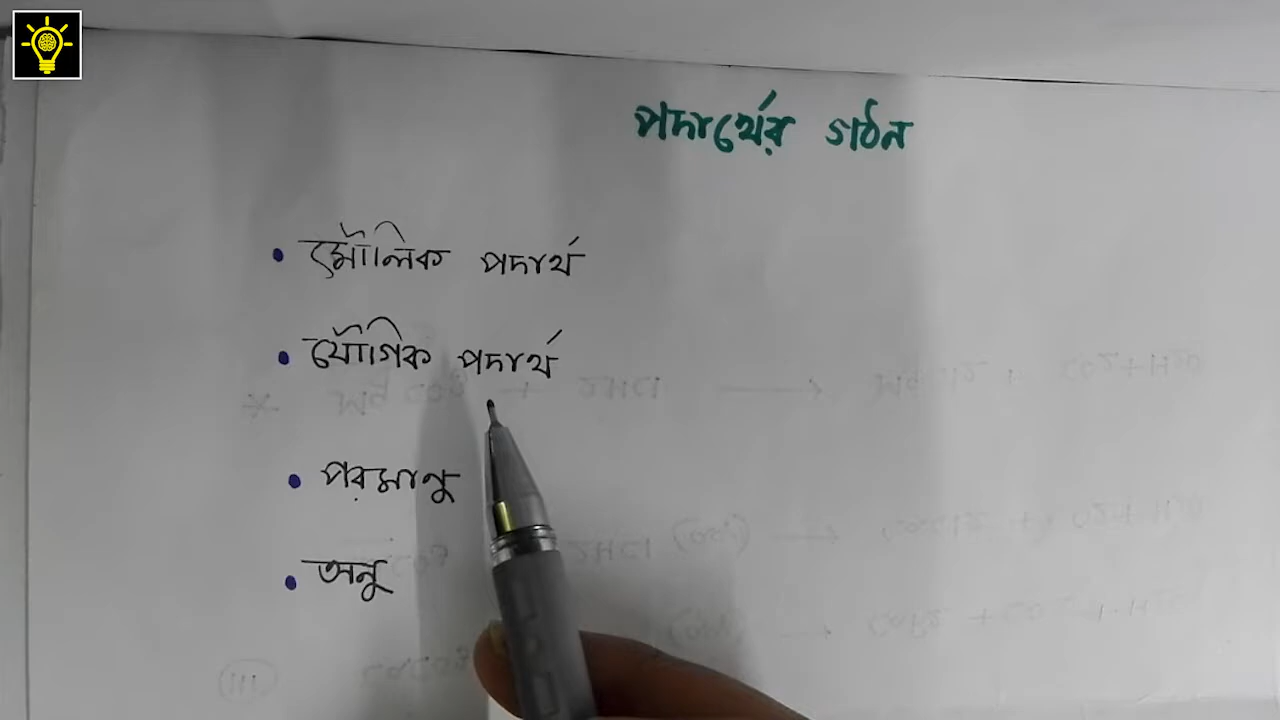 পদার্থের গঠন
• মৌলিক পদার্থ
• যৌগিক পদার্থ
• পরমানু
• অনু